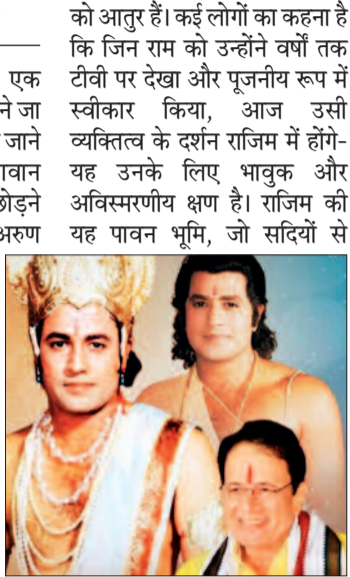 एक
ने जा
जाने
छोड़ने
को आतुर हैं। कई लोगों का कहना है
कि जिन राम को उन्होंने वर्षों तक
टीवी पर देखा और पूजनीय रूप में
स्वीकार किया, आज उसी
व्यक्तित्व के दर्शन राजिम में होंगे-
यह उनके लिए भावुक और
अविस्मरणीय क्षण है। राजिम की
यह पावन भूमि, जो सदियों से